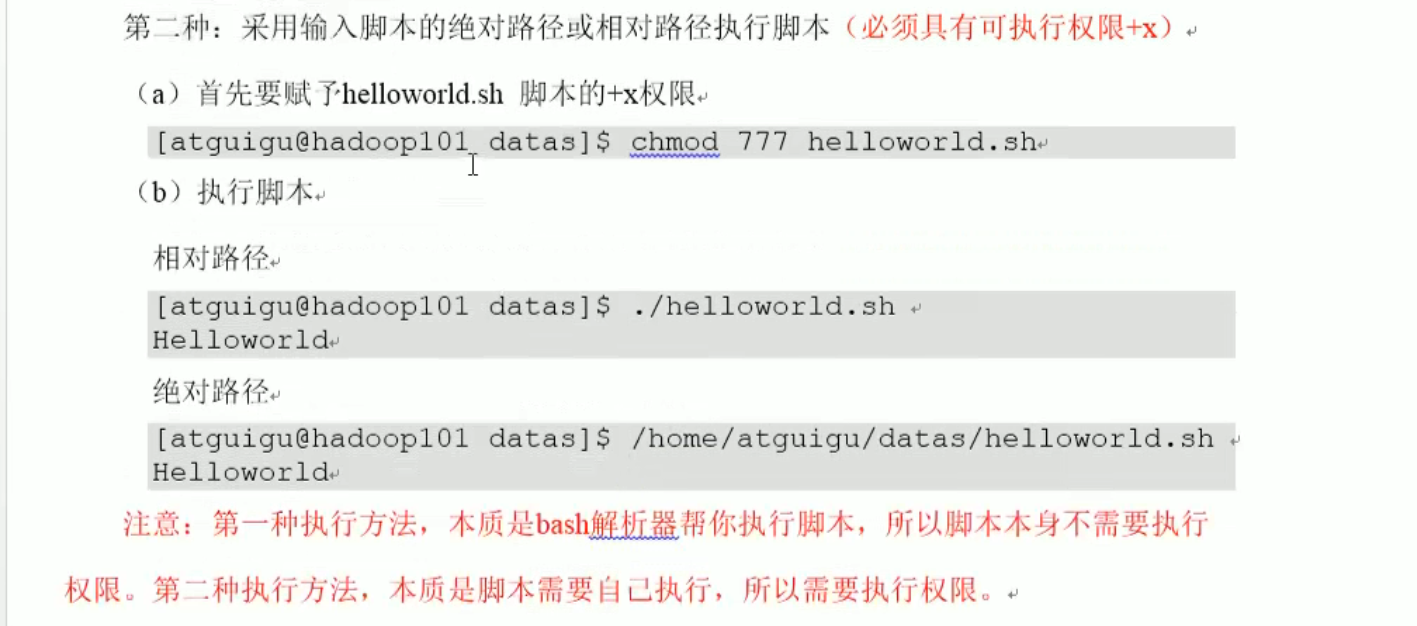 第二种：采用输入脚本的绝对路径或相对路径执行脚本（必须具有可执行权限+x）
（a）首先要赋予helloworld.sh 脚本的+x权限
[atguigu@hadoop101 datas]$ chmod 777 helloworld.sh
（b）执行脚本
相对路径
[atguigu@hadoop101 datas]$ ./helloworld.sh
Helloworld
绝对路径
[atguigu@hadoop101 datas]$ /home/atguigu/datas/helloworld.sh
Helloworld
注意：第一种执行方法，本质是bash解析器帮你执行脚本，所以脚本本身不需要执行
权限。第二种执行方法，本质是脚本需要自己执行，所以需要执行权限。